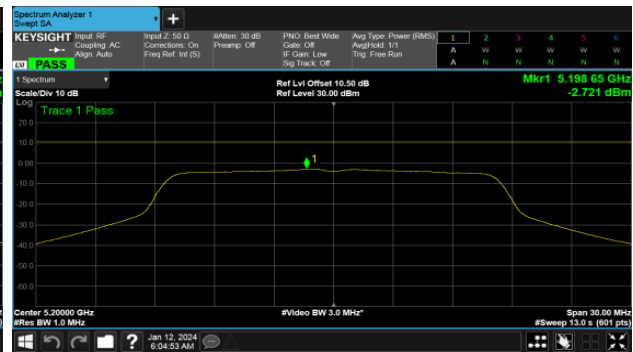 Spectrum Analyzer 1
Swept SA
+
KEYSIGHT
LXI PASS
Input: RF
Coupling: AC
Align: Auto
Input Z: 50 Ω
Corrections: On
Freq Ref: Int (S)
#Atten: 30 dB
Preamp: Off
PNO: Best Wide
Gate: Off
IF Gain: Low
Sig Track: Off
Avg Type: Power (RMS)
Avg|Hold: 1/1
Trig: Free Run
1 2 3 4 5 6
A W W W W W
A N N N N N
1 Spectrum
Scale/Div 10 dB
Ref Lvl Offset 10.50 dB
Ref Level 30.00 dBm
Mkr1 5.198 65 GHz
-2.721 dBm
Log
Trace 1 Pass
20.0
10.0
0.00
1
-10.0
-20.0
-30.0
-40.0
-50.0
-60.0
Center 5.20000 GHz
#Res BW 1.0 MHz
#Video BW 3.0 MHz*
Span 30.00 MHz
#Sweep 13.0 s (601 pts)
?
Jan 12, 2024
6:04:53 AM